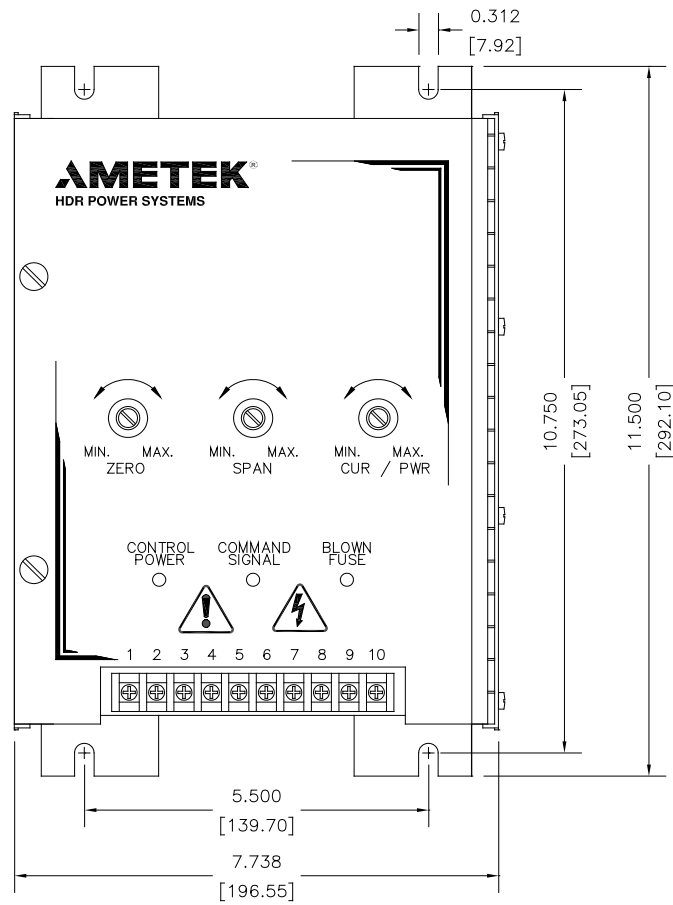 0.312
[7.92]
AMETEK®
HDR POWER SYSTEMS
10.750
[273.05]
11.500
[292.10]
MIN. MAX.
ZERO
MIN. MAX.
SPAN
MIN. MAX.
CUR / PWR
CONTROL
POWER
COMMAND
SIGNAL
BLOWN
FUSE
1 2 3 4 5 6 7 8 9 10
5.500
[139.70]
7.738
[196.55]